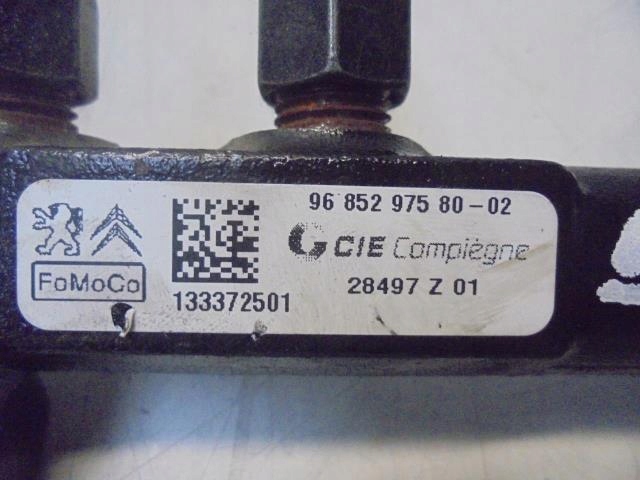 96 852 975 80-02
CIE Compiègne
FoMoCo
133372501
28497 Z 01